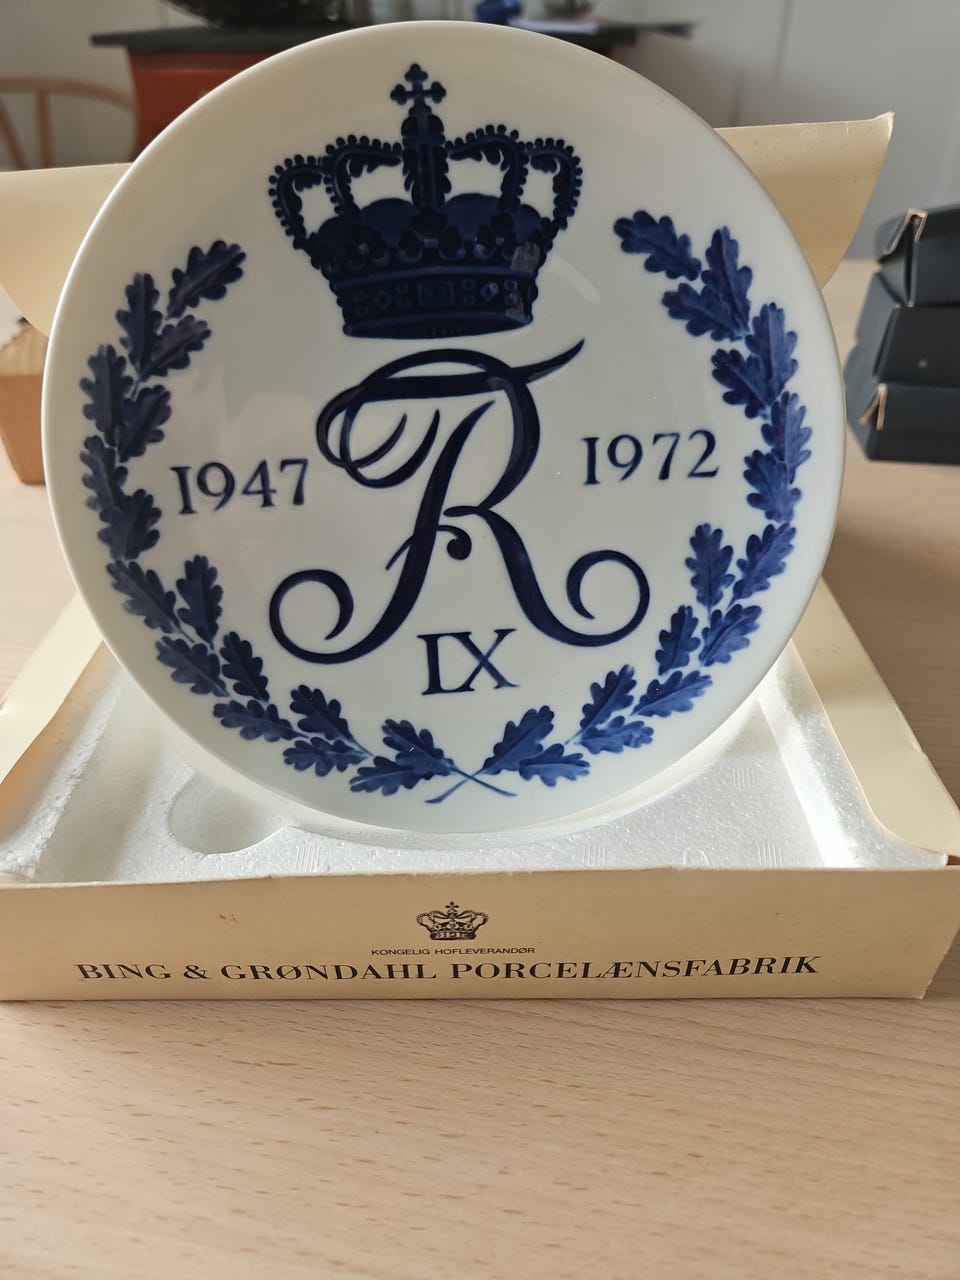 1947
FR
1972
IX
KONGELIG HOFLEVERANDØR
BING & GRØNDAHL PORCELÆNSFABRIK